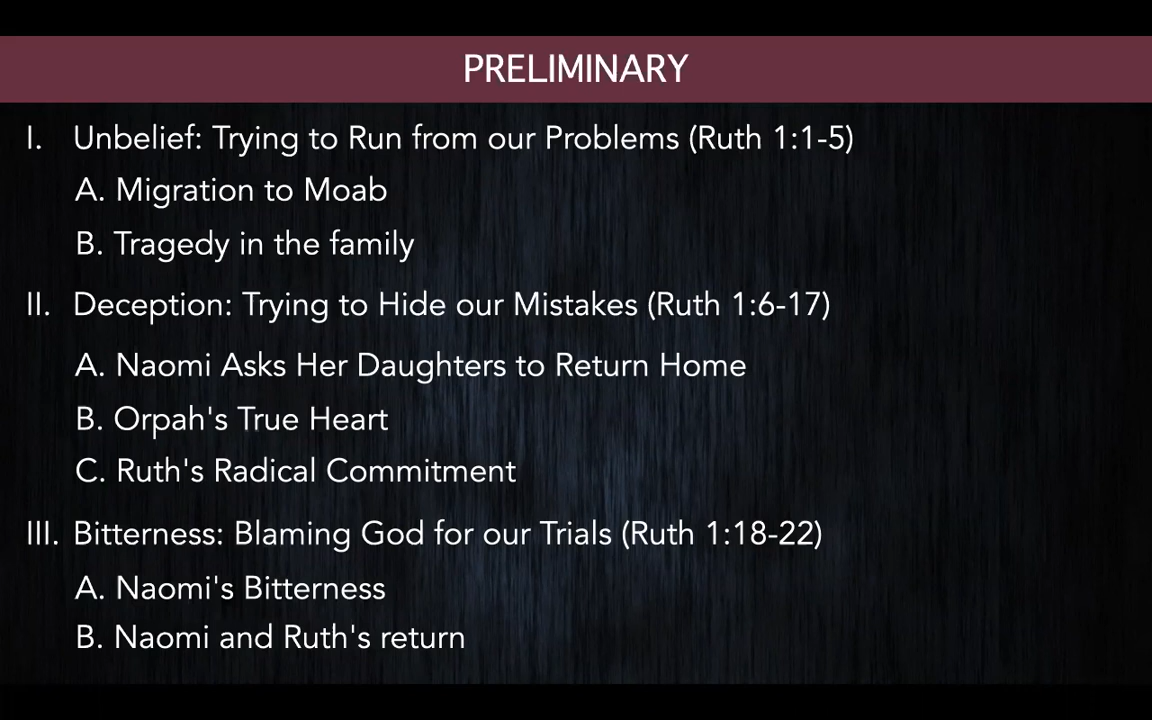 PRELIMINARY
I. Unbelief: Trying to Run from our Problems (Ruth 1:1-5)
A. Migration to Moab
B. Tragedy in the family
II. Deception: Trying to Hide our Mistakes (Ruth 1:6-17)
A. Naomi Asks Her Daughters to Return Home
B. Orpah's True Heart
C. Ruth's Radical Commitment
III. Bitterness: Blaming God for our Trials (Ruth 1:18-22)
A. Naomi's Bitterness
B. Naomi and Ruth's return